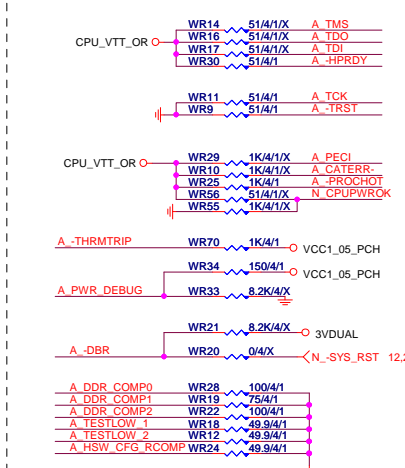 WR14 51/4/1/X A_TMS
CPU_VTT_OR WR16 51/4/1/X A_TDO
WR17 51/4/1/X A_TDI
WR30 51/4/1 A_-HPRDY
WR11 51/4/1 A_TCK
WR9 51/4/1 A_-TRST
CPU_VTT_OR WR29 1K/4/1/X A_PECI
WR10 1K/4/1/X A_CATERR-
WR25 1K/4/1 A_-PROCHOT
WR56 51/4/1/X N_CPUPWROK
WR55 1K/4/1/X
A_-THRMTRIP WR70 1K/4/1 VCC1_05_PCH
WR34 150/4/1 VCC1_05_PCH
A_PWR_DEBUG WR33 8.2K/4/X
WR21 8.2K/4/X 3VDUAL
A_-DBR WR20 0/4/X N_-SYS_RST 12,
A_DDR_COMP0 WR28 100/4/1
A_DDR_COMP1 WR19 75/4/1
A_DDR_COMP2 WR22 100/4/1
A_TESTLOW_1 WR18 49.9/4/1
A_TESTLOW_2 WR12 49.9/4/1
A_HSW_CFG_RCOMP WR24 49.9/4/1